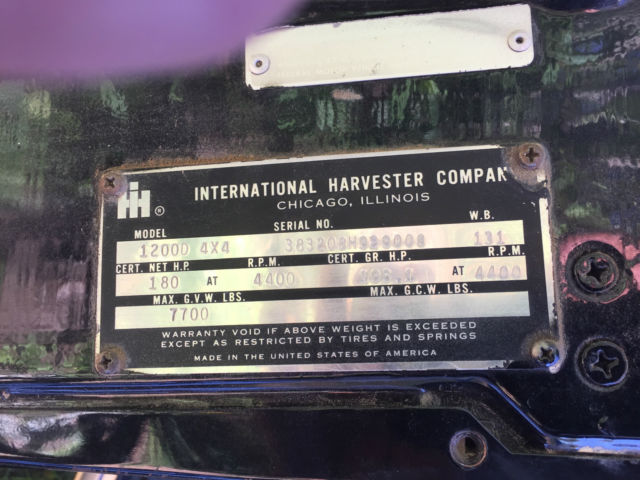 IH ®
INTERNATIONAL HARVESTER COMPAN
CHICAGO, ILLINOIS
MODEL SERIAL NO. W.B.
1200D 4X4 131
CERT. NET H.P. R.P.M. CERT. GR. H.P. R.P.M.
180 AT 4400 AT 4400
MAX. G.V.W. LBS. MAX. G.C.W. LBS.
7700
WARRANTY VOID IF ABOVE WEIGHT IS EXCEEDED
EXCEPT AS RESTRICTED BY TIRES AND SPRINGS
MADE IN THE UNITED STATES OF AMERICA